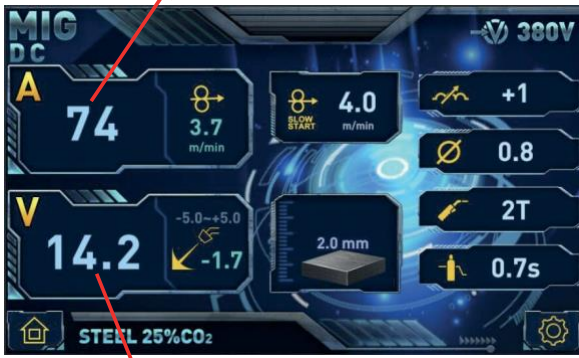 MIG
DC
380V
A
74
3.7
m/min
SLOW
START
4.0
m/min
+1
0.8
V
14.2
-5.0~+5.0
-1.7
2.0 mm
2T
0.7s
STEEL 25%CO₂